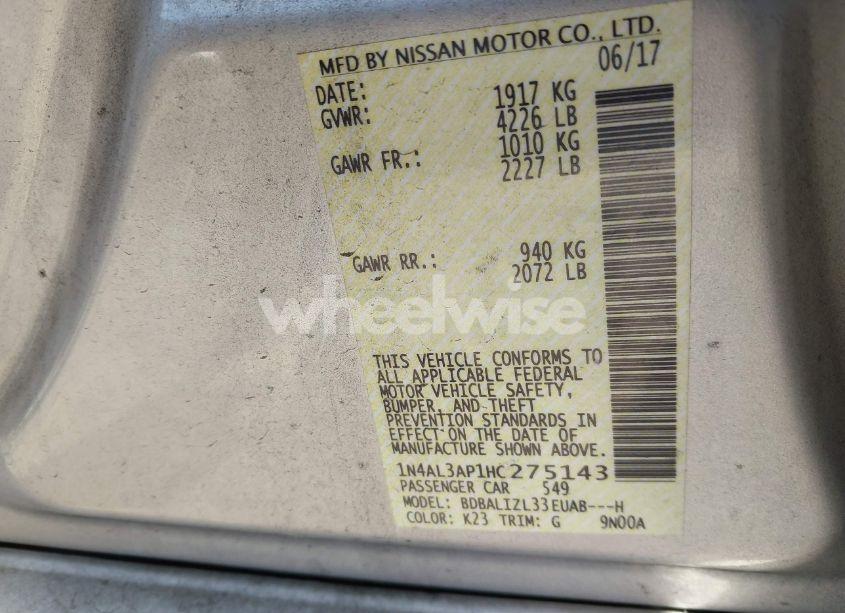 MFD BY NISSAN MOTOR CO., LTD.
DATE: 06/17
GVWR: 1917 KG
4226 LB
GAWR FR.: 1010 KG
2227 LB
GAWR RR.: 940 KG
2072 LB
wheelwise
THIS VEHICLE CONFORMS TO
ALL APPLICABLE FEDERAL
MOTOR VEHICLE SAFETY,
BUMPER, AND THEFT
PREVENTION STANDARDS IN
EFFECT ON THE DATE OF
MANUFACTURE SHOWN ABOVE.
1N4AL3AP1HC275143
PASSENGER CAR 549
MODEL: BDBALIZL33EUAB---H
COLOR: K23 TRIM: G 9N00A